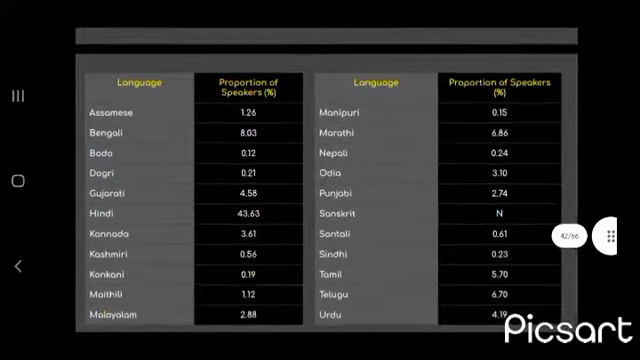 Language Proportion of Speakers (%) Language Proportion of Speakers (%)
Assamese 1.26 Manipuri 0.15
Bengali 8.03 Marathi 6.86
Bodo 0.12 Nepali 0.24
Dogri 0.21 Odia 3.10
Gujarati 4.58 Punjabi 2.74
Hindi 43.63 Sanskrit N
Kannada 3.61 Santali 0.61
Kashmiri 0.56 Sindhi 0.23
Konkani 0.19 Tamil 5.70
Maithili 1.12 Telugu 6.70
Malayalam 2.88 Urdu 4.19
42/66
Picsart